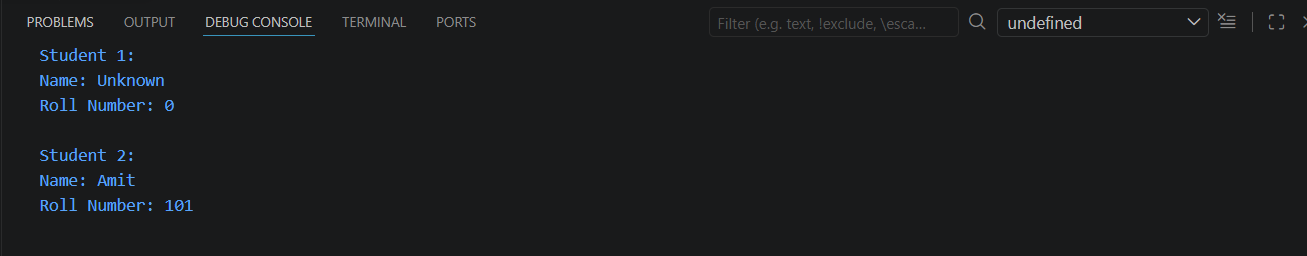 PROBLEMS OUTPUT DEBUG CONSOLE TERMINAL PORTS Filter (e.g. text, !exclude, \esca... undefined
Student 1:
Name: Unknown
Roll Number: 0
Student 2:
Name: Amit
Roll Number: 101